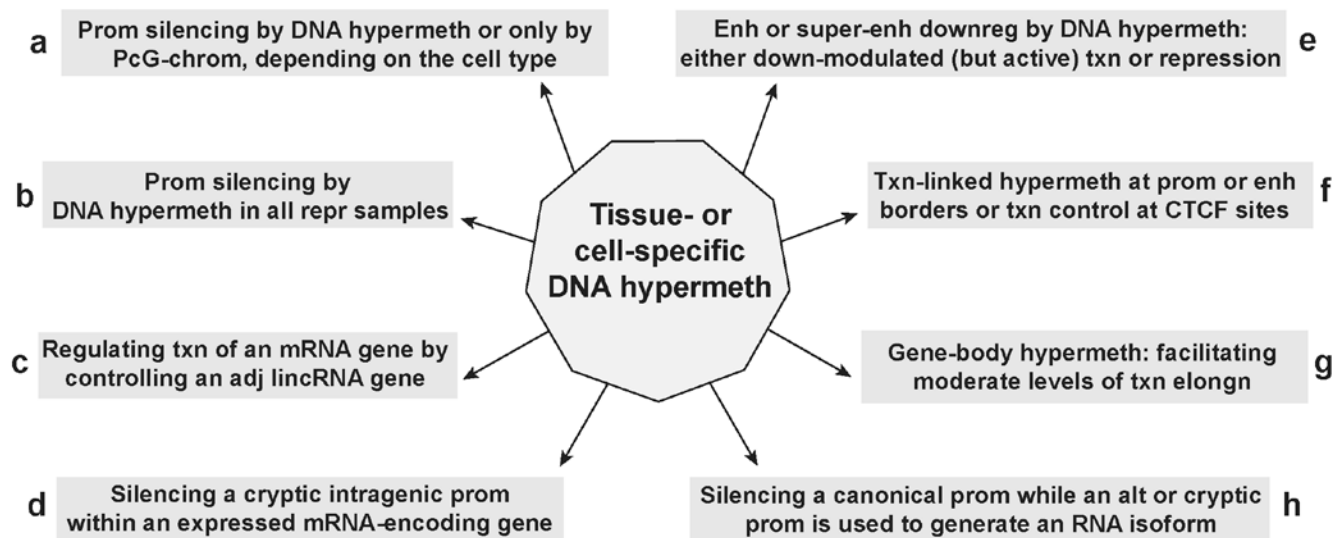 a
Prom silencing by DNA hypermeth or only by
PcG-chrom, depending on the cell type
b
Prom silencing by
DNA hypermeth in all repr samples
c
Regulating txn of an mRNA gene by
controlling an adj lincRNA gene
d
Silencing a cryptic intragenic prom
within an expressed mRNA-encoding gene
Tissue- or
cell-specific
DNA hypermeth
Enh or super-enh downreg by DNA hypermeth:
either down-modulated (but active) txn or repression
e
Txn-linked hypermeth at prom or enh
borders or txn control at CTCF sites
f
Gene-body hypermeth: facilitating
moderate levels of txn elongn
g
Silencing a canonical prom while an alt or cryptic
prom is used to generate an RNA isoform
h